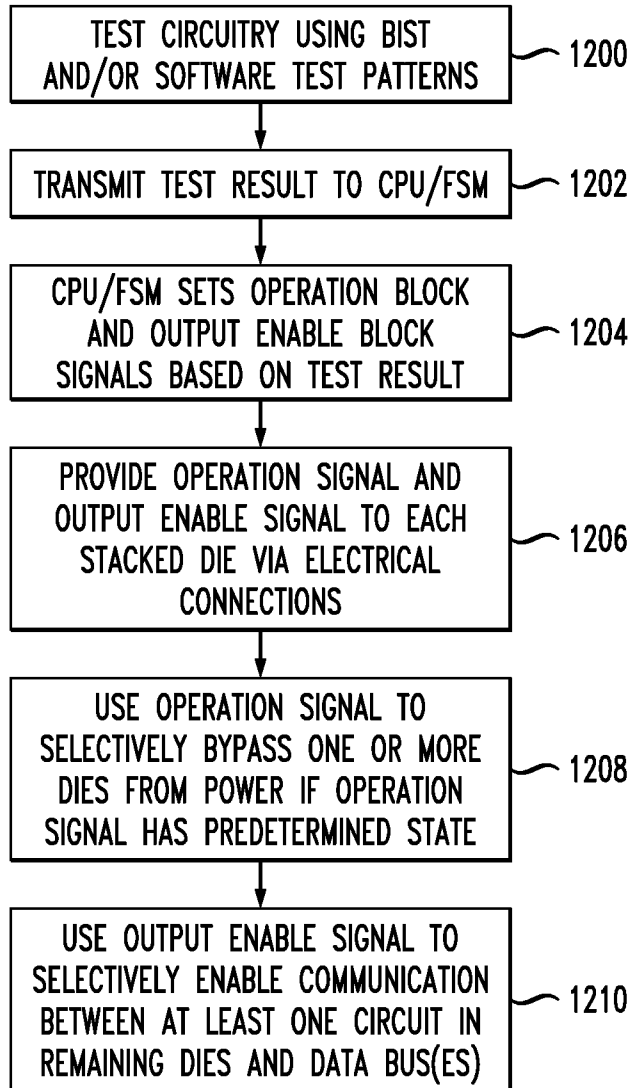 TEST CIRCUITRY USING BIST
AND/OR SOFTWARE TEST PATTERNS
1200
TRANSMIT TEST RESULT TO CPU/FSM
1202
CPU/FSM SETS OPERATION BLOCK
AND OUTPUT ENABLE BLOCK
SIGNALS BASED ON TEST RESULT
1204
PROVIDE OPERATION SIGNAL AND
OUTPUT ENABLE SIGNAL TO EACH
STACKED DIE VIA ELECTRICAL
CONNECTIONS
1206
USE OPERATION SIGNAL TO
SELECTIVELY BYPASS ONE OR MORE
DIES FROM POWER IF OPERATION
SIGNAL HAS PREDETERMINED STATE
1208
USE OUTPUT ENABLE SIGNAL TO
SELECTIVELY ENABLE COMMUNICATION
BETWEEN AT LEAST ONE CIRCUIT IN
REMAINING DIES AND DATA BUS(ES)
1210